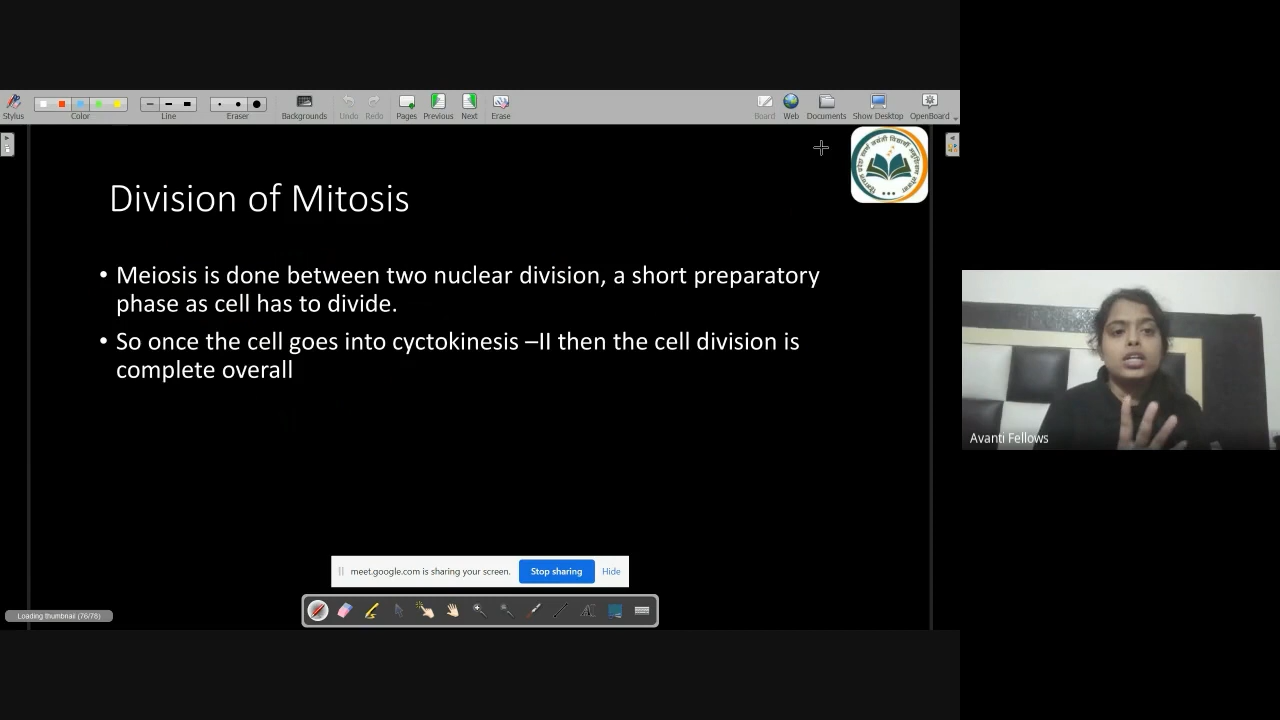 Stylus
Color
Line
Eraser
Backgrounds
Undo
Redo
Pages
Previous
Next
Erase
Board
Web
Documents
Show Desktop
OpenBoard
Division of Mitosis
• Meiosis is done between two nuclear division, a short preparatory
phase as cell has to divide.
• So once the cell goes into cyctokinesis –II then the cell division is
complete overall
Avanti Fellows
meet.google.com is sharing your screen.
Stop sharing
Hide
Loading thumbnail (76/76)